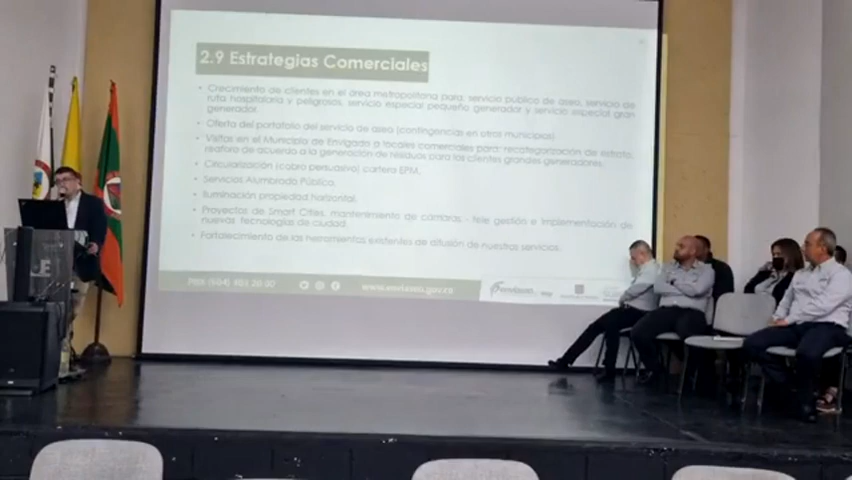 2.9 Estrategias Comerciales
• Crecimiento de clientes en el área metropolitana para, servicio público de aseo, servicio de
ruta hospitalaria y peligrosos, servicio especial pequeño generador y servicio especial gran
generador.
• Oferta del portafolio del servicio de aseo (contingencias en otros municipios)
• Visitas en el Municipio de Envigado a locales comerciales para: recategorización de estrato,
reaforo de acuerdo a la generación de residuos para los clientes grandes generadores.
• Circularización (cobro persuasivo) cartera EPM.
• Servicios Alumbrado Público.
• Iluminación propiedad horizontal.
• Proyectos de Smart Cities, mantenimiento de cámaras - tele gestión e implementación de
nuevas tecnologías de ciudad.
• Fortalecimiento de las herramientas existentes de difusión de nuestros servicios.
PBX (604)
www.enviaseo.gov.co
enviaseo